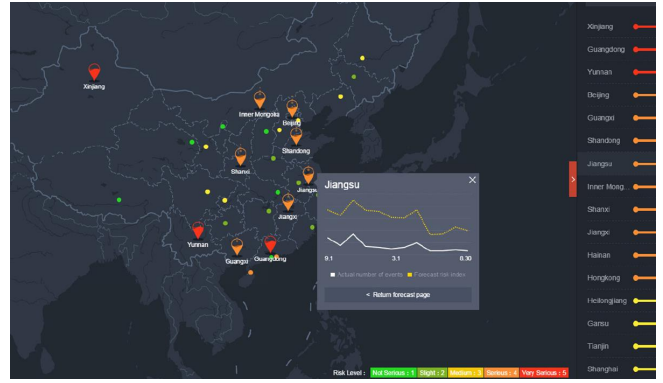 Xinjiang
Inner Mongolia
Beijing
Shandong
Shanxi
Jiangsu
Jiangxi
Yunnan
Guangxi
Guangdong
Jiangsu
9.1 3.1 8.30
Actual number of events Forecast risk index
< Return forecast page
Risk Level : Not Serious : 1 Slight : 2 Medium : 3 Serious : 4 Very Serious : 5
Xinjiang
Guangdong
Yunnan
Beijing
Guangxi
Shandong
Jiangsu
Inner Mong...
Shanxi
Jiangxi
Hainan
Hongkong
Heilongjiang
Gansu
Tianjin
Shanghai